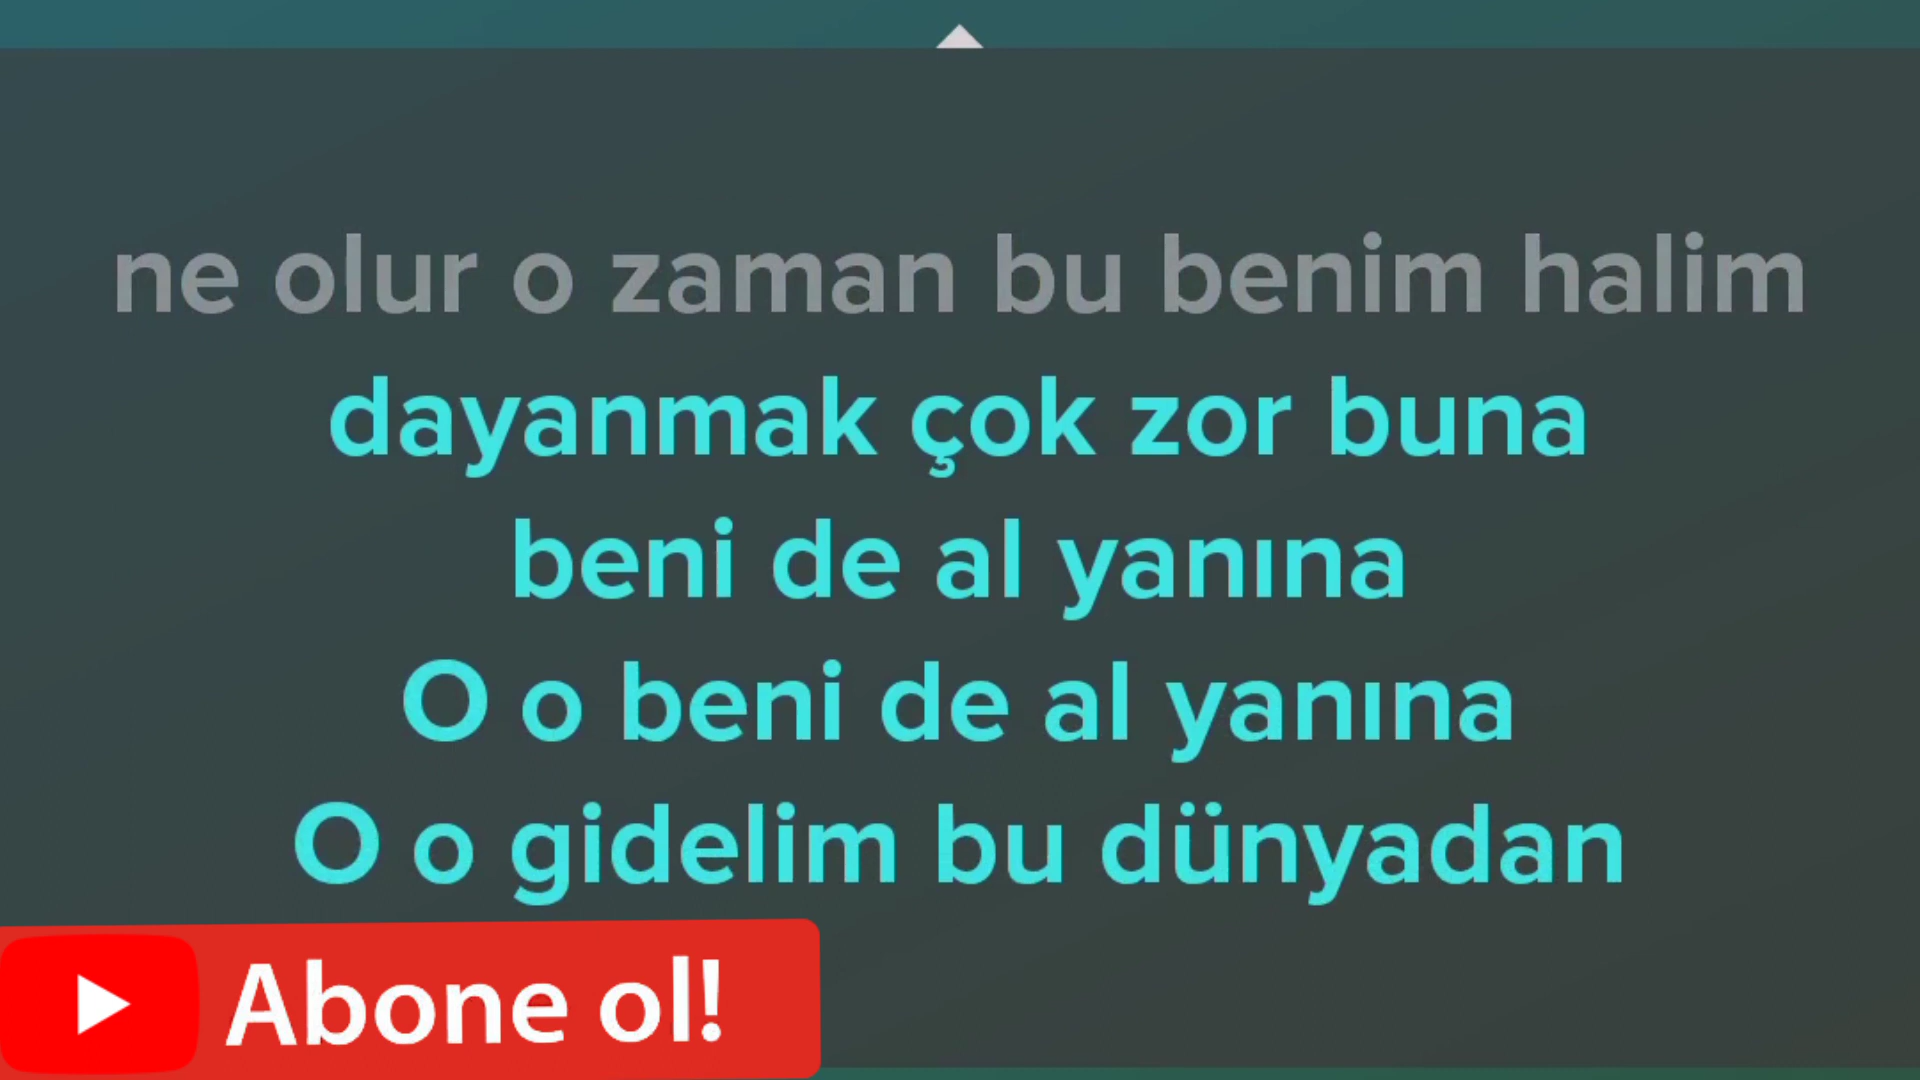 ne olur o zaman bu benim halim
dayanmak çok zor buna
beni de al yanına
O o beni de al yanına
O o gidelim bu dünyadan
Abone ol!